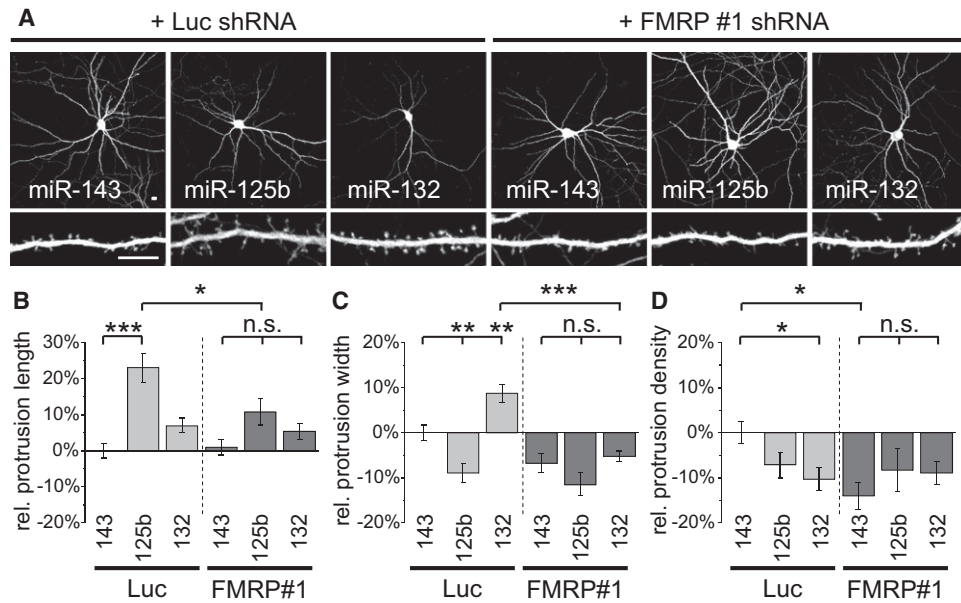 A
+ Luc shRNA
+ FMRP #1 shRNA
miR-143
miR-125b
miR-132
miR-143
miR-125b
miR-132
B
*
***
n.s.
rel. protrusion length
30%
20%
10%
0%
-10%
-20%
143
125b
132
143
125b
132
Luc
FMRP#1
C
***
**
**
n.s.
rel. protrusion width
20%
10%
0%
-10%
-20%
143
125b
132
143
125b
132
Luc
FMRP#1
D
*
*
n.s.
rel. protrusion density
20%
10%
0%
-10%
-20%
143
125b
132
143
125b
132
Luc
FMRP#1